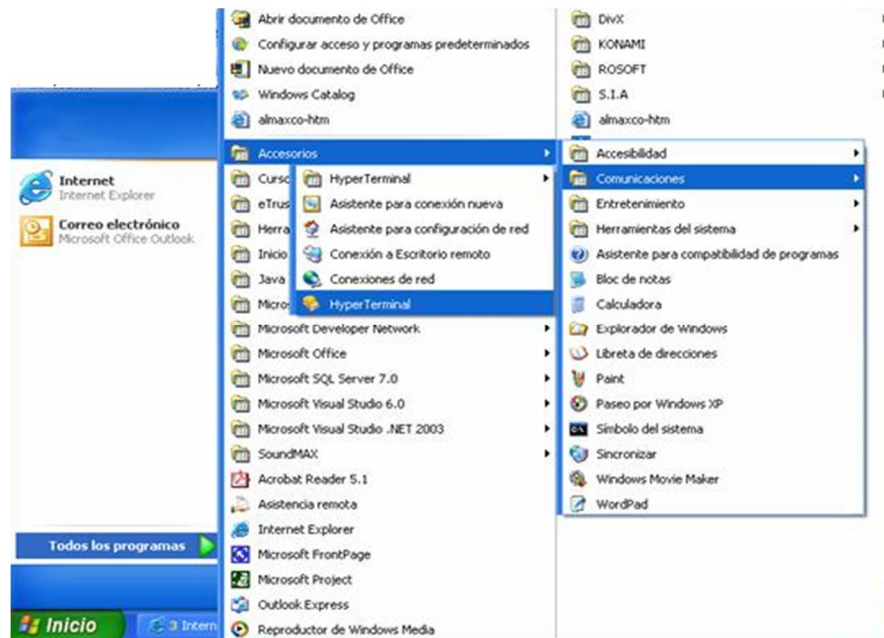 Internet
Internet Explorer
Correo electrónico
Microsoft Office Outlook
Todos los programas
Inicio
3 Intern
Abrir documento de Office
Configurar acceso y programas predeterminados
Nuevo documento de Office
Windows Catalog
almaxco-htm
Accesorios
Curso
eTrus
Herra
Inicio
Java
Micros
Microsoft Developer Network
Microsoft Office
Microsoft SQL Server 7.0
Microsoft Visual Studio 6.0
Microsoft Visual Studio .NET 2003
SoundMAX
Acrobat Reader 5.1
Asistencia remota
Internet Explorer
Microsoft FrontPage
Microsoft Project
Outlook Express
Reproductor de Windows Media
HyperTerminal
Asistente para conexión nueva
Asistente para configuración de red
Conexión a Escritorio remoto
Conexiones de red
HyperTerminal
DivX
KONAMI
ROSOFT
S.I.A
almaxco-htm
Accesibilidad
Comunicaciones
Entretenimiento
Herramientas del sistema
Asistente para compatibilidad de programas
Bloc de notas
Calculadora
Explorador de Windows
Libreta de direcciones
Paint
Paseo por Windows XP
Símbolo del sistema
Sincronizar
Windows Movie Maker
WordPad